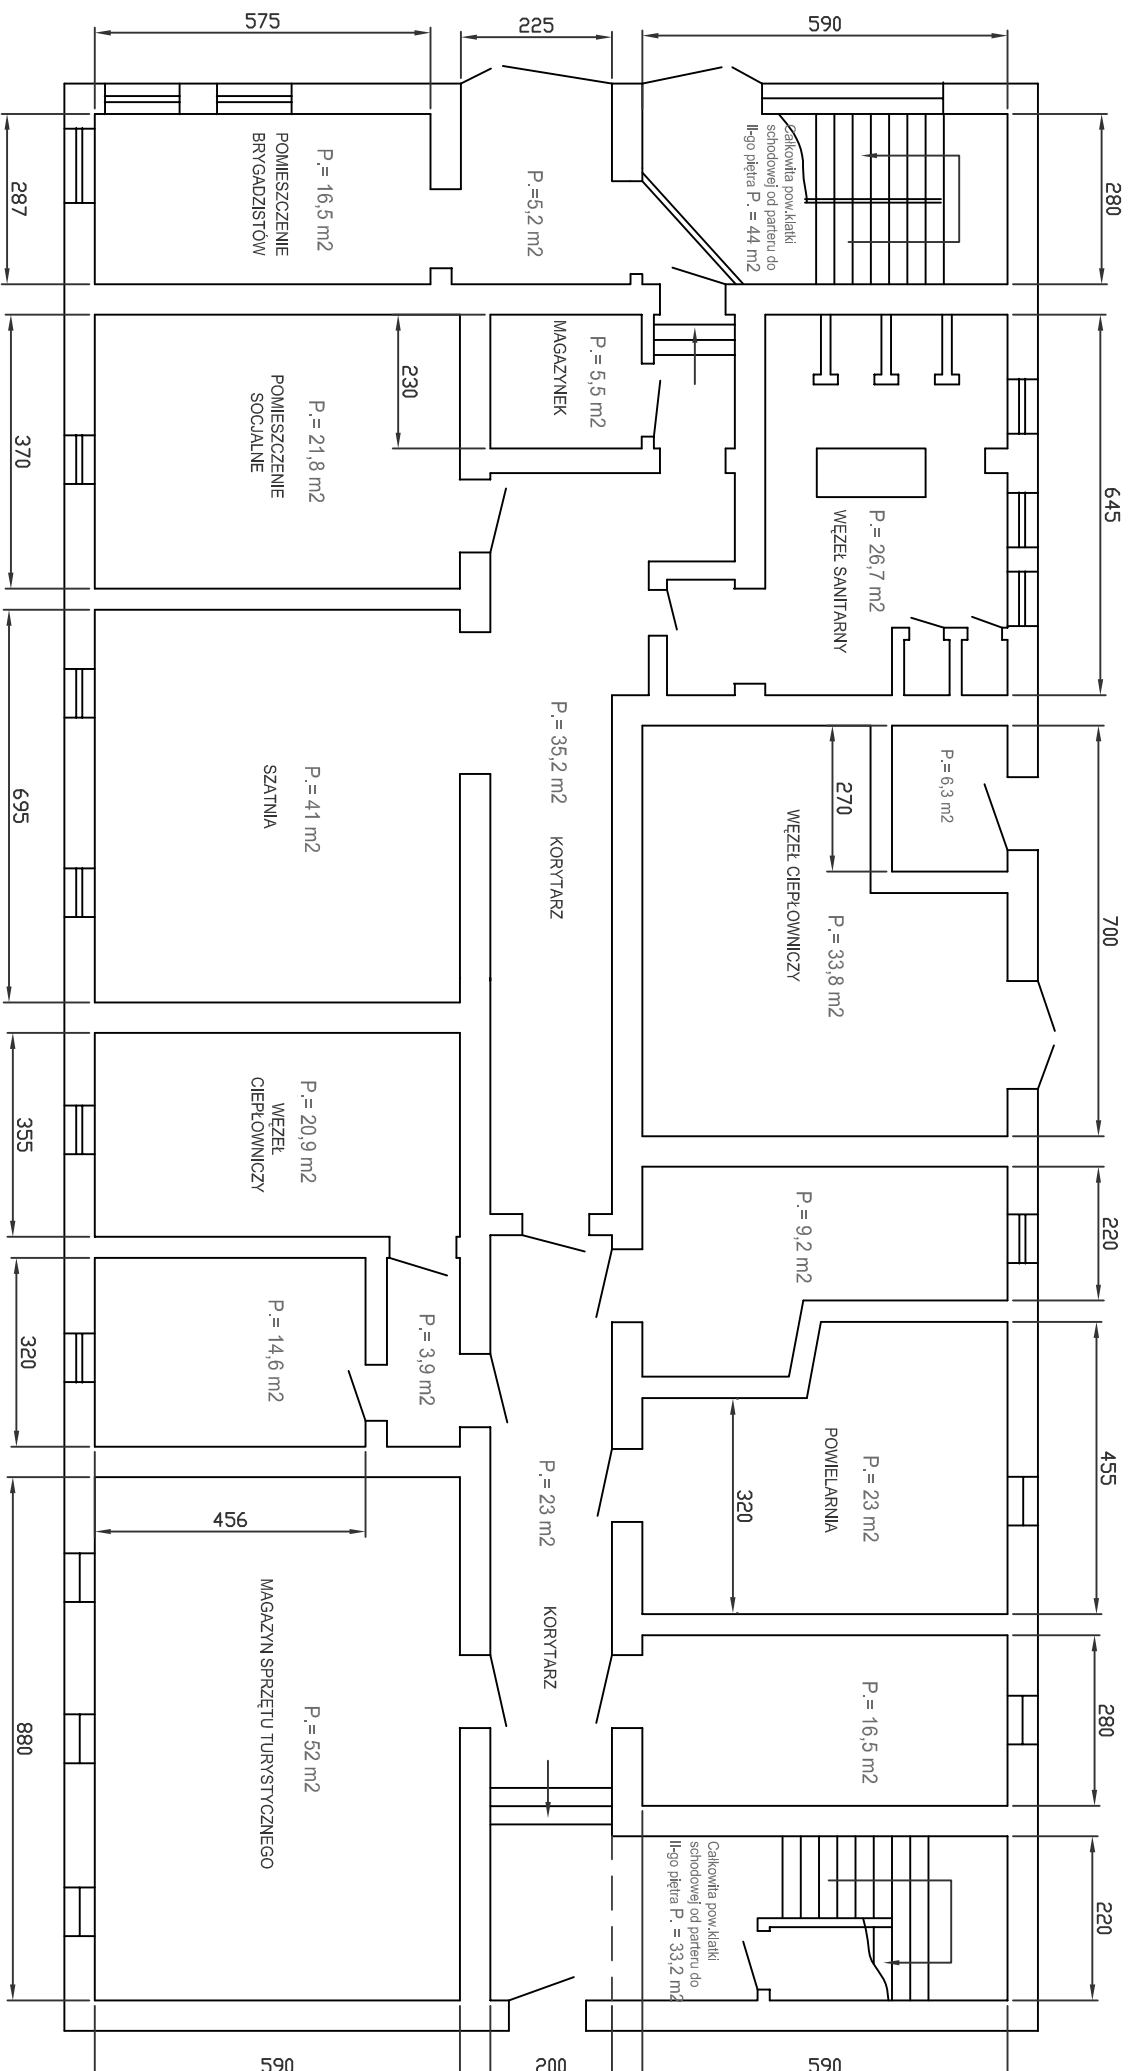 575
225
590
287
280
POMIESZCZENIE
BRYGADZISTÓW
P.= 16,5 m2
P.=5,2 m2
Całkowita pow.klatki
schodowej od parteru do
II-go piętra P. = 44 m2
370
POMIESZCZENIE
SOCJALNE
P.= 21,8 m2
230
MAGAZYNEK
P.= 5,5 m2
WĘZEŁ SANITARNY
P.= 26,7 m2
645
695
SZATNIA
P.= 41 m2
P.= 35,2 m2
KORYTARZ
WĘZEŁ CIEPŁOWNICZY
P.= 33,8 m2
270
P.= 6,3 m2
700
355
WĘZEŁ
CIEPŁOWNICZY
P.= 20,9 m2
P.= 9,2 m2
220
320
P.= 14,6 m2
P.= 3,9 m2
456
P.= 23 m2
KORYTARZ
320
POWIELARNIA
P.= 23 m2
455
880
MAGAZYN SPRZĘTU TURYSTYCZNEGO
P.= 52 m2
P.= 16,5 m2
280
Całkowita pow.klatki
schodowej od parteru do
II-go piętra P. = 33,2 m2
220
590
200
590